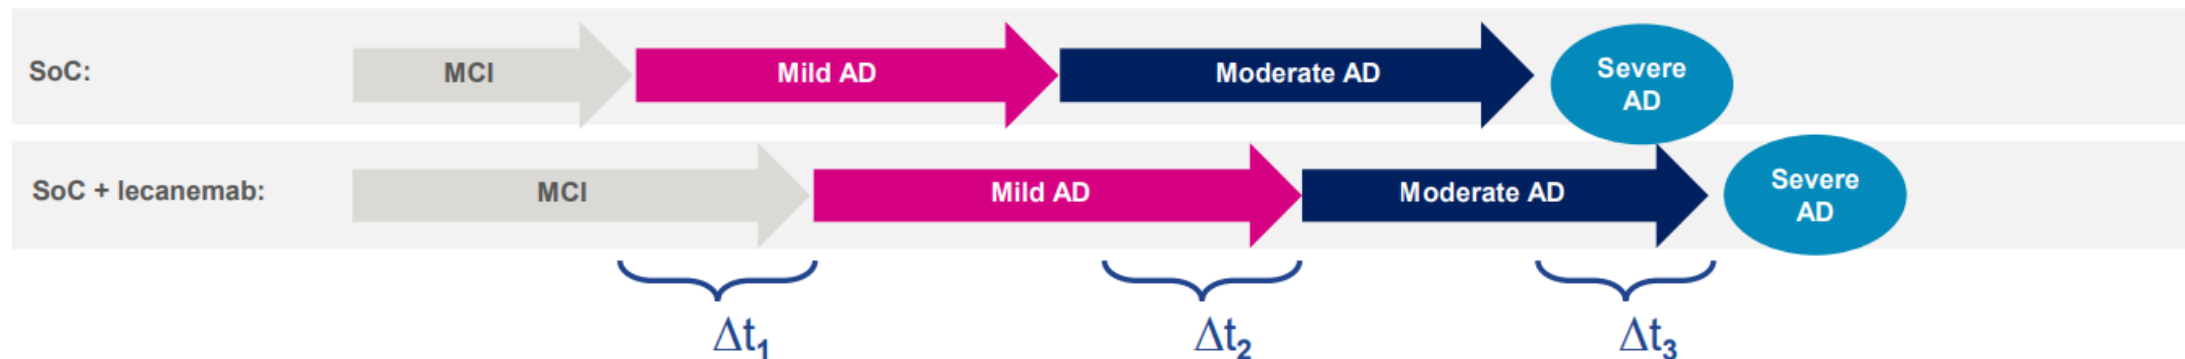 SoC:
MCI
Mild AD
Moderate AD
Severe
AD
SoC + lecanemab:
MCI
Mild AD
Moderate AD
Severe
AD
Δt₁
Δt₂
Δt₃